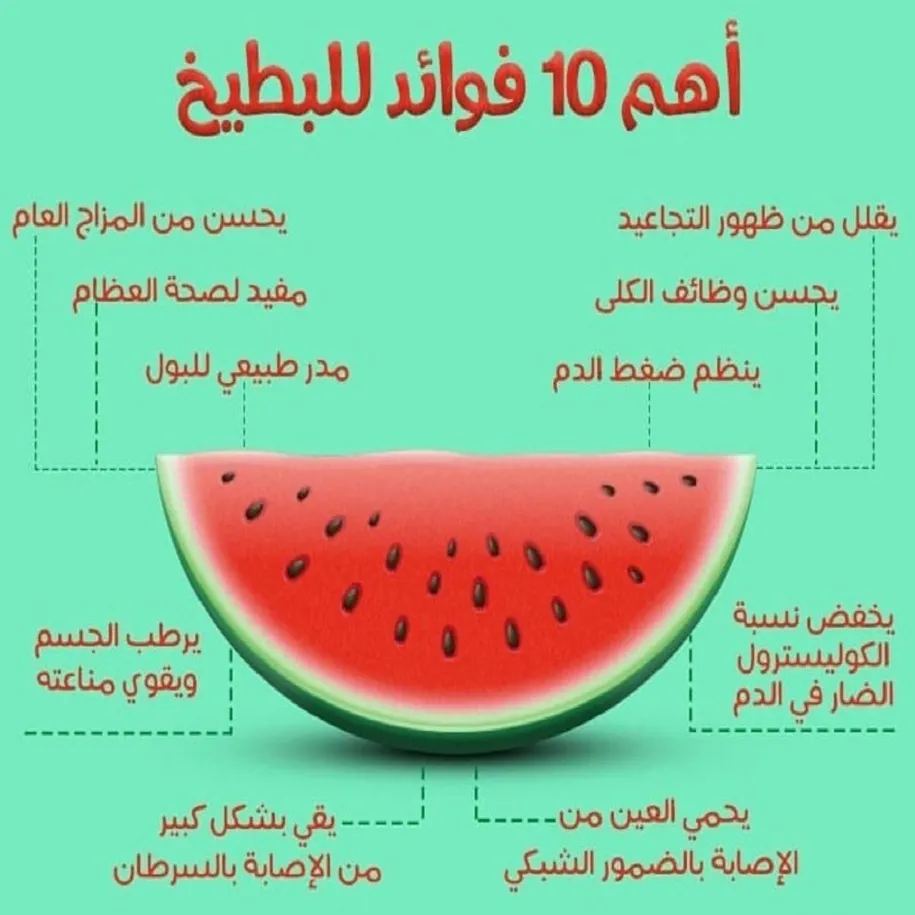 أهم 10 فوائد للبطيخ
يقلل من ظهور التجاعيد
يحسن من المزاج العام
يحسن وظائف الكلى
مفيد لصحة العظام
ينظم ضغط الدم
مدر طبيعي للبول
يخفض نسبة
الكوليسترول
الضار في الدم
يرطب الجسم
ويقوي مناعته
يحمي العين من
الإصابة بالضمور الشبكي
يقي بشكل كبير
من الإصابة بالسرطان